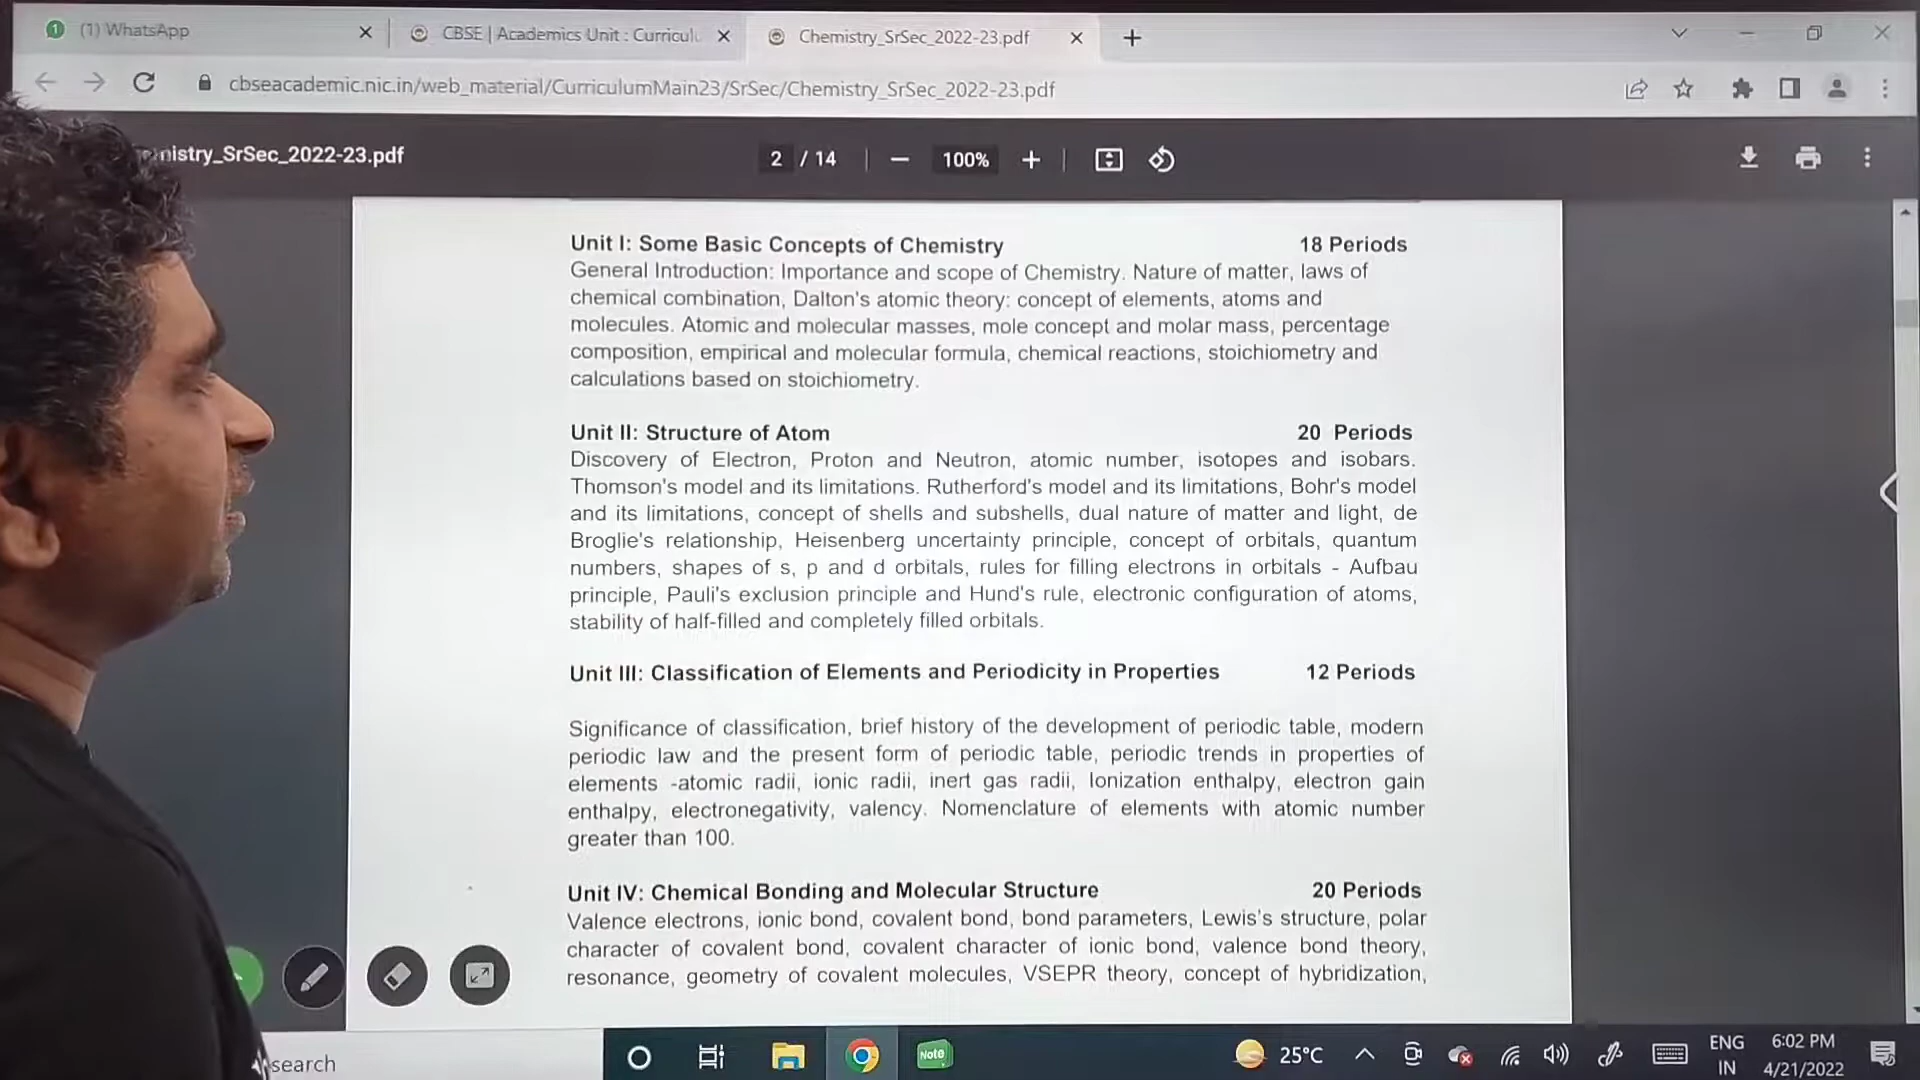 (1) WhatsApp
CBSE | Academics Unit : Curricul
Chemistry_SrSec_2022-23.pdf
cbseacademic.nic.in/web_material/CurriculumMain23/SrSec/Chemistry_SrSec_2022-23.pdf
nistry_SrSec_2022-23.pdf
2 / 14
100%
Unit I: Some Basic Concepts of Chemistry 18 Periods
General Introduction: Importance and scope of Chemistry. Nature of matter, laws of
chemical combination, Dalton's atomic theory: concept of elements, atoms and
molecules. Atomic and molecular masses, mole concept and molar mass, percentage
composition, empirical and molecular formula, chemical reactions, stoichiometry and
calculations based on stoichiometry.
Unit II: Structure of Atom 20 Periods
Discovery of Electron, Proton and Neutron, atomic number, isotopes and isobars.
Thomson's model and its limitations. Rutherford's model and its limitations, Bohr's model
and its limitations, concept of shells and subshells, dual nature of matter and light, de
Broglie's relationship, Heisenberg uncertainty principle, concept of orbitals, quantum
numbers, shapes of s, p and d orbitals, rules for filling electrons in orbitals - Aufbau
principle, Pauli's exclusion principle and Hund's rule, electronic configuration of atoms,
stability of half-filled and completely filled orbitals.
Unit III: Classification of Elements and Periodicity in Properties 12 Periods
Significance of classification, brief history of the development of periodic table, modern
periodic law and the present form of periodic table, periodic trends in properties of
elements -atomic radii, ionic radii, inert gas radii, Ionization enthalpy, electron gain
enthalpy, electronegativity, valency. Nomenclature of elements with atomic number
greater than 100.
Unit IV: Chemical Bonding and Molecular Structure 20 Periods
Valence electrons, ionic bond, covalent bond, bond parameters, Lewis's structure, polar
character of covalent bond, covalent character of ionic bond, valence bond theory,
resonance, geometry of covalent molecules, VSEPR theory, concept of hybridization,
search
Note
25°C
ENG
IN
6:02 PM
4/21/2022